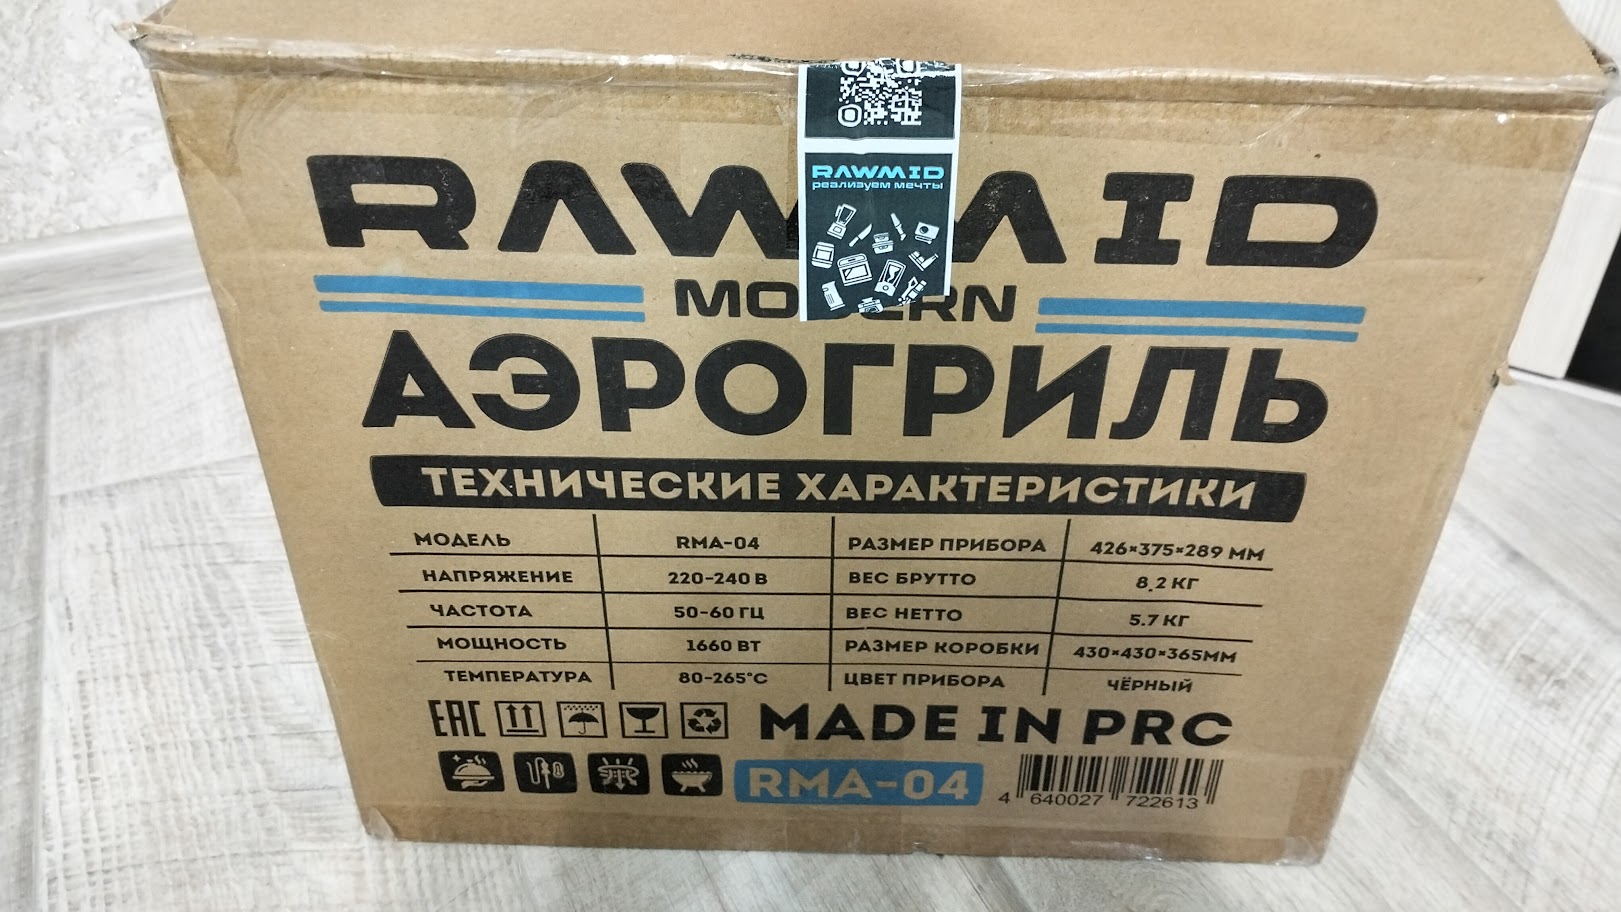 RAWMID
реализуем мечты
RAWMID
MODERN
АЭРОГРИЛЬ
ТЕХНИЧЕСКИЕ ХАРАКТЕРИСТИКИ
МОДЕЛЬ RMA-04 РАЗМЕР ПРИБОРА 426×375×289 ММ
НАПРЯЖЕНИЕ 220-240 В ВЕС БРУТТО 8.2 КГ
ЧАСТОТА 50-60 ГЦ ВЕС НЕТТО 5.7 КГ
МОЩНОСТЬ 1660 ВТ РАЗМЕР КОРОБКИ 430×430×365ММ
ТЕМПЕРАТУРА 80-265°С ЦВЕТ ПРИБОРА ЧЁРНЫЙ
EAC MADE IN PRC
RMA-04 4 640027 722613